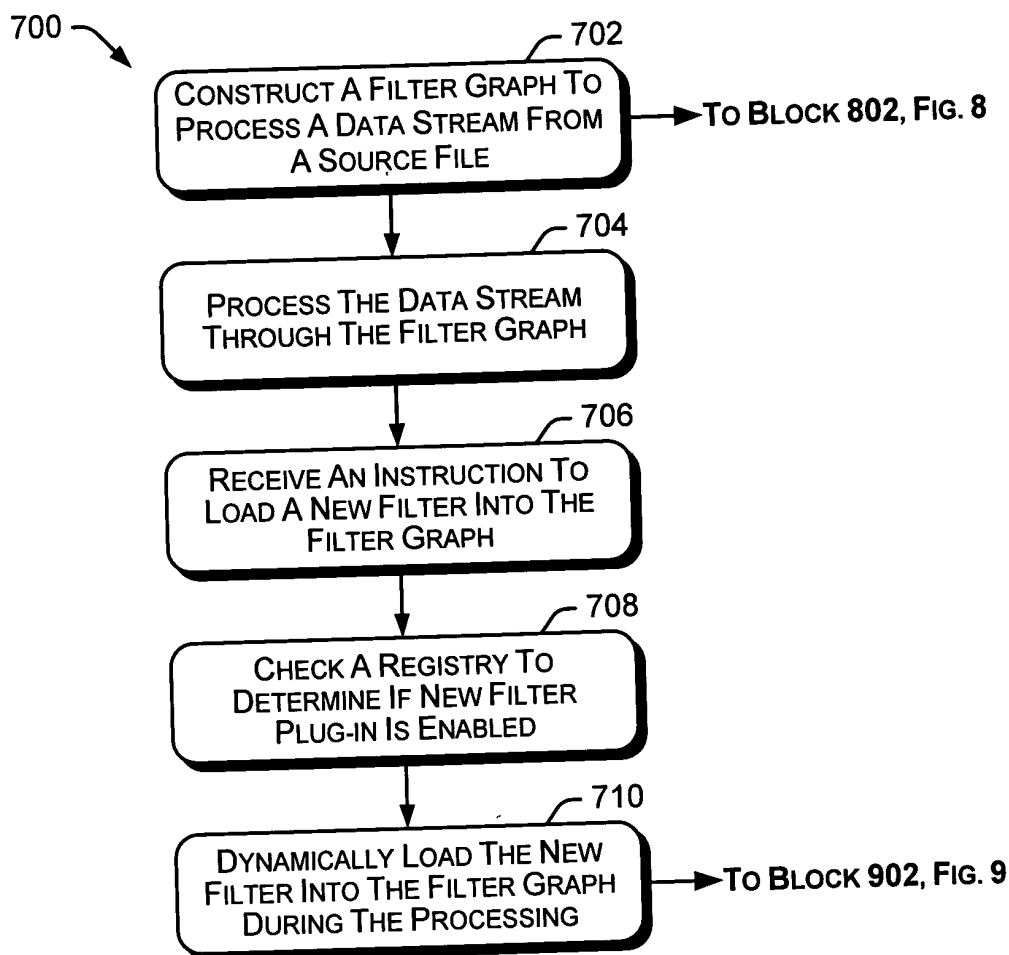 700
702
CONSTRUCT A FILTER GRAPH TO
PROCESS A DATA STREAM FROM
A SOURCE FILE
TO BLOCK 802, FIG. 8
704
PROCESS THE DATA STREAM
THROUGH THE FILTER GRAPH
706
RECEIVE AN INSTRUCTION TO
LOAD A NEW FILTER INTO THE
FILTER GRAPH
708
CHECK A REGISTRY TO
DETERMINE IF NEW FILTER
PLUG-IN IS ENABLED
710
DYNAMICALLY LOAD THE NEW
FILTER INTO THE FILTER GRAPH
DURING THE PROCESSING
TO BLOCK 902, FIG. 9